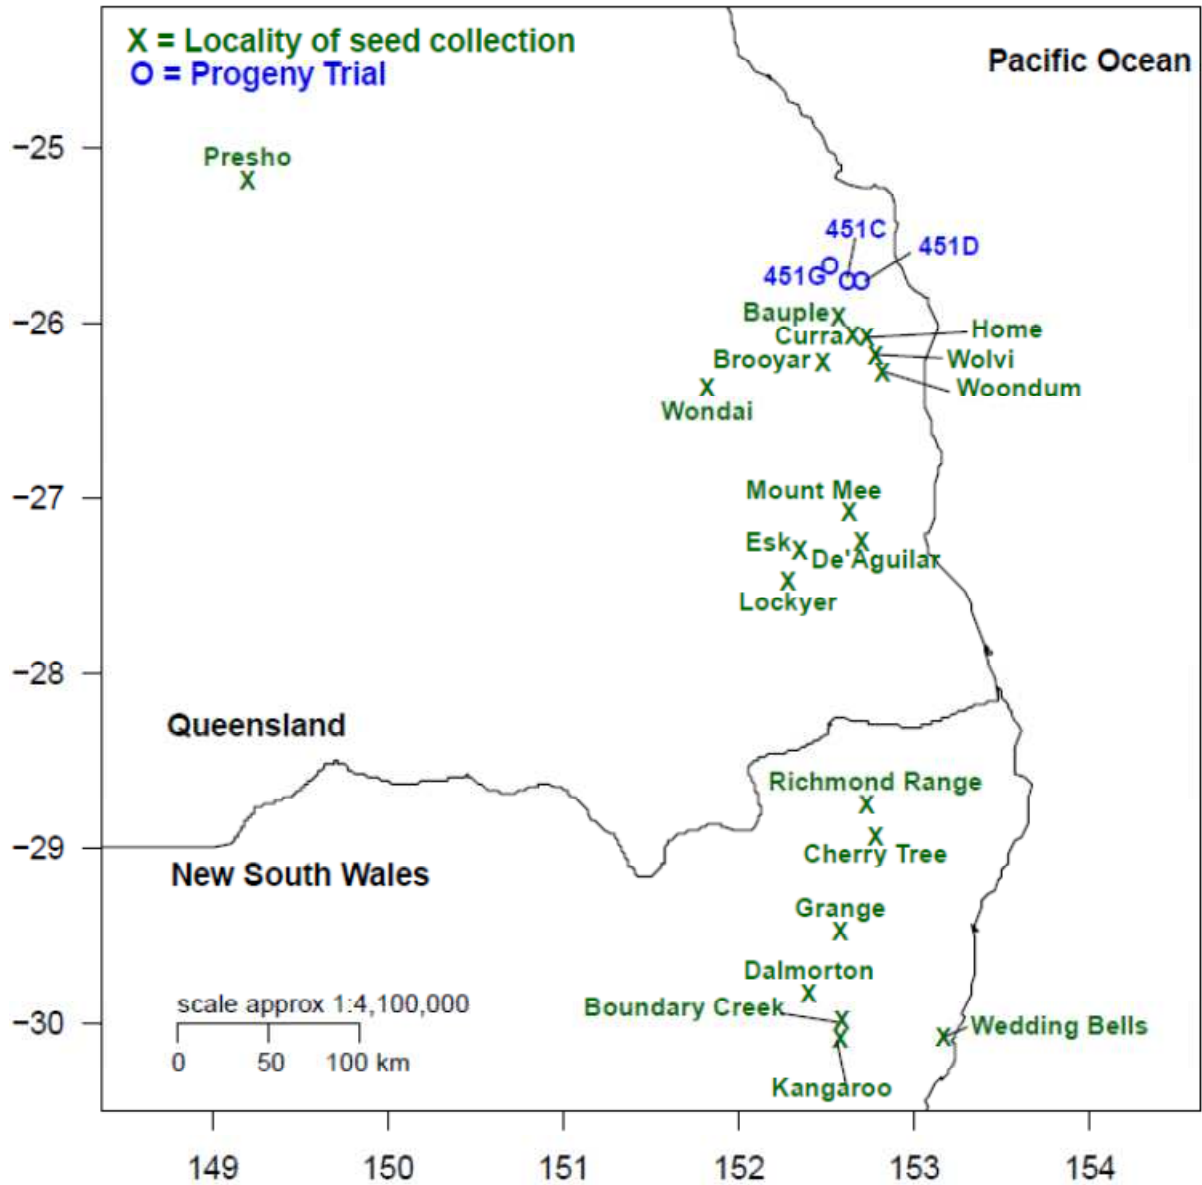 X = Locality of seed collection
O = Progeny Trial
Pacific Ocean
−25
Presho
X
451C
451D
O
451G
OO
−26
Bauple X
Curra X X
Home
Brooyar X
X
Wolvi
X
Woondum
X
Wondai
−27
Mount Mee
X
Esk X
X
De'Aguilar
X
Lockyer
−28
Queensland
Richmond Range
X
−29
X
Cherry Tree
New South Wales
Grange
X
Dalmorton
X
scale approx 1:4,100,000
Boundary Creek
X
−30
X
X
Wedding Bells
0 50 100 km
Kangaroo
149 150 151 152 153 154